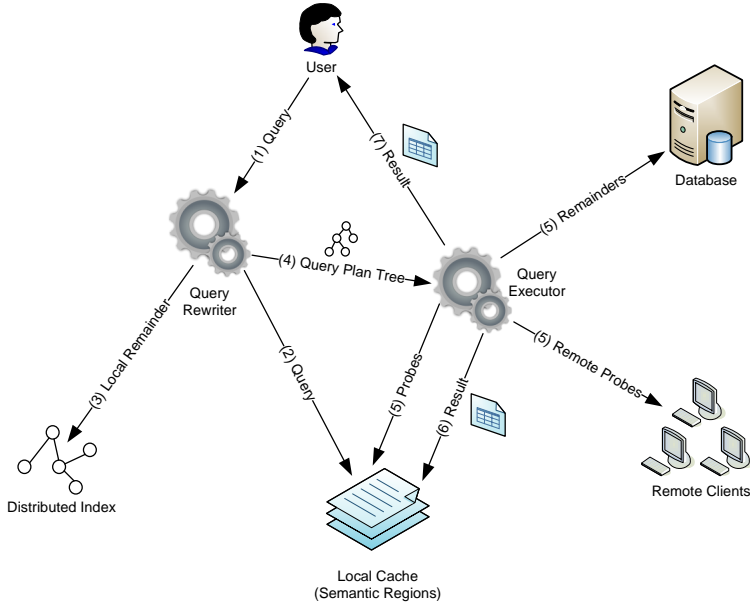 User
(1) Query
(7) Result
Database
(5) Remainders
(4) Query Plan Tree
Query
Rewriter
Query
Executor
(3) Local Remainder
(2) Query
(5) Probes
(6) Result
(5) Remote Probes
Distributed Index
Remote Clients
Local Cache
(Semantic Regions)